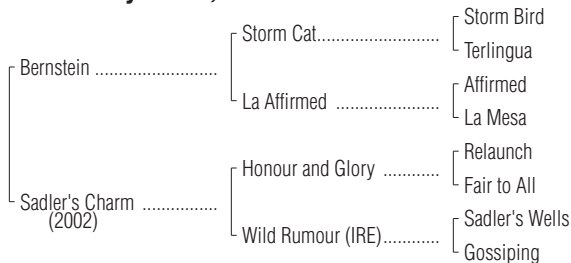 Storm Bird
Storm Cat
Terlingua
Bernstein
Affirmed
La Affirmed
La Mesa
Relaunch
Honour and Glory
Fair to All
Sadler's Charm
(2002)
Sadler's Wells
Wild Rumour (IRE)
Gossiping